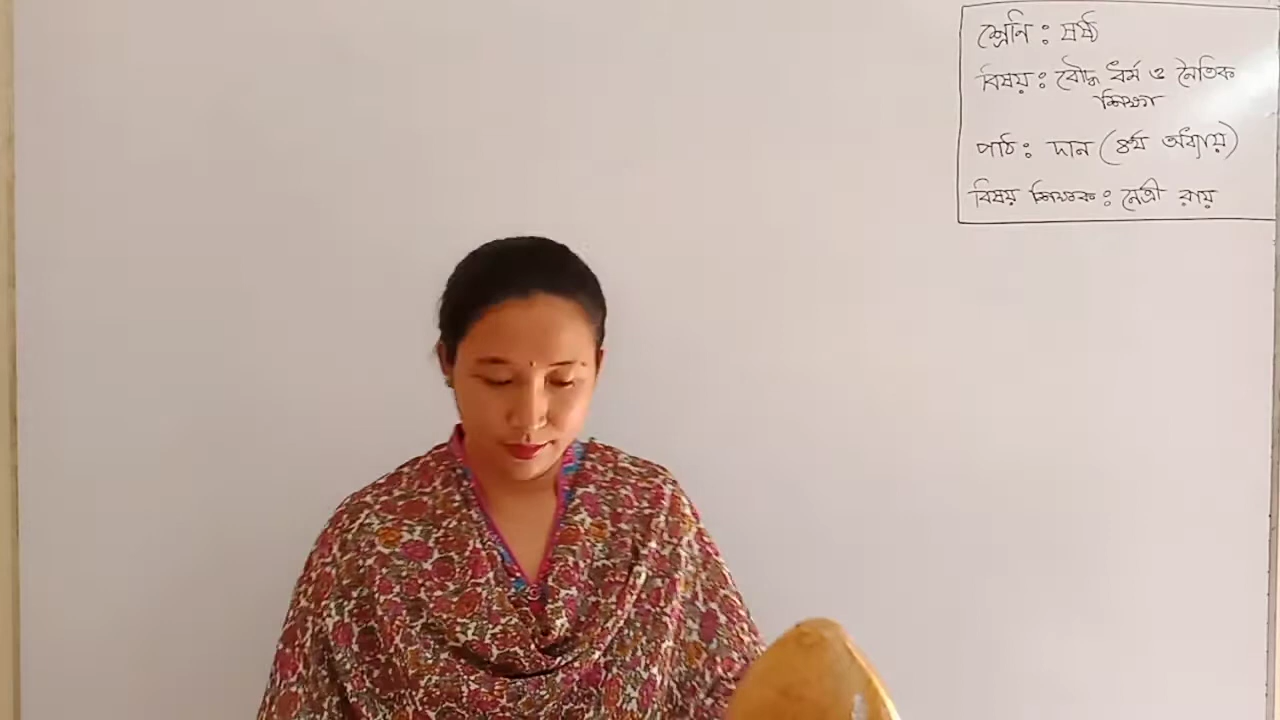 শ্রেণি : ষষ্ঠ
বিষয় : বৌদ্ধ ধর্ম ও নৈতিক
শিক্ষা
পাঠ : দান (৪র্থ অধ্যায়)
বিষয় শিক্ষক : মৈত্রী রায়